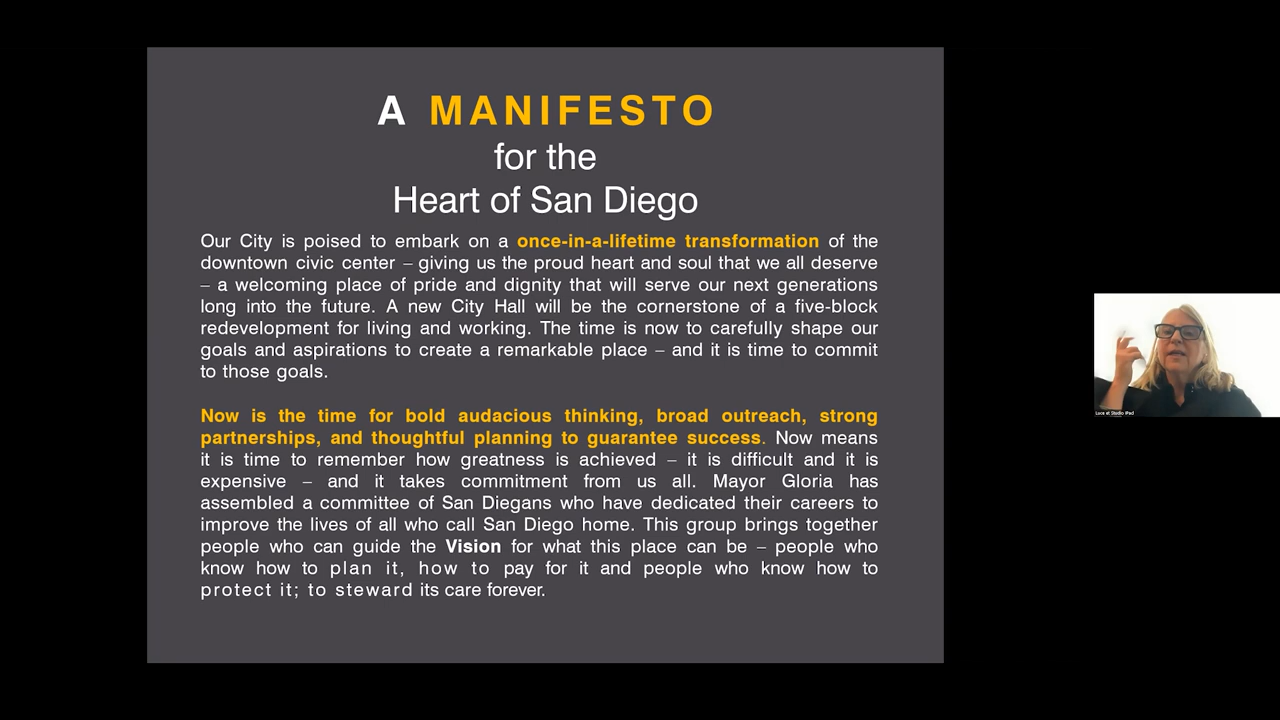 A MANIFESTO
for the
Heart of San Diego
Our City is poised to embark on a once-in-a-lifetime transformation of the
downtown civic center – giving us the proud heart and soul that we all deserve
– a welcoming place of pride and dignity that will serve our next generations
long into the future. A new City Hall will be the cornerstone of a five-block
redevelopment for living and working. The time is now to carefully shape our
goals and aspirations to create a remarkable place – and it is time to commit
to those goals.
Now is the time for bold audacious thinking, broad outreach, strong
partnerships, and thoughtful planning to guarantee success. Now means
it is time to remember how greatness is achieved – it is difficult and it is
expensive – and it takes commitment from us all. Mayor Gloria has
assembled a committee of San Diegans who have dedicated their careers to
improve the lives of all who call San Diego home. This group brings together
people who can guide the Vision for what this place can be – people who
know how to plan it, how to pay for it and people who know how to
protect it; to steward its care forever.
Luce et Studio iPad